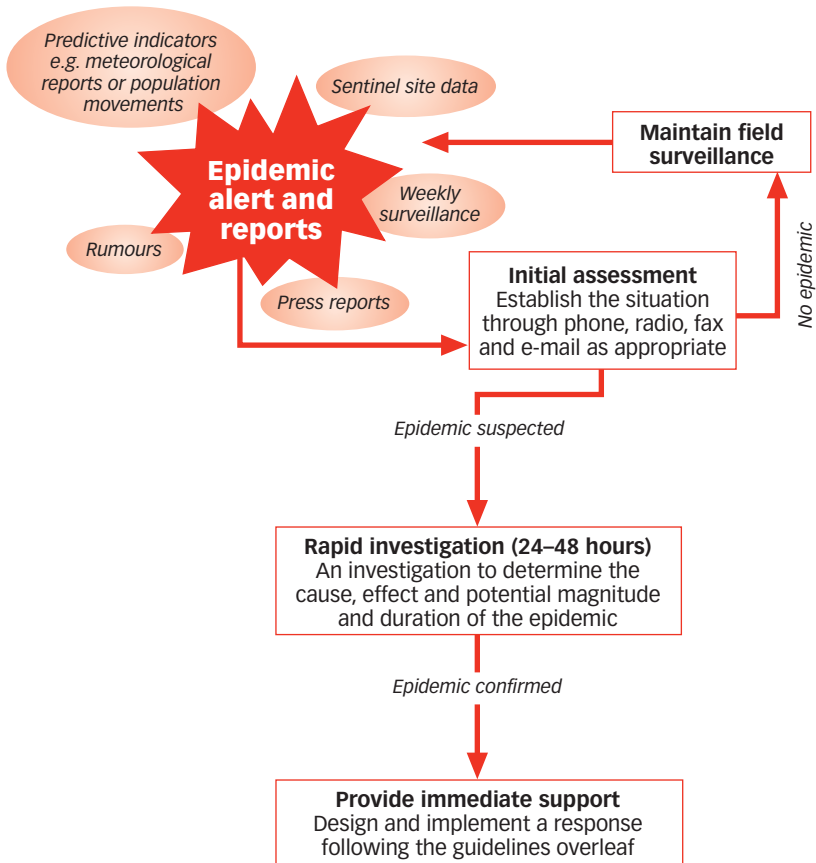 Predictive indicators
e.g. meteorological
reports or population
movements
Sentinel site data
Epidemic
alert and
reports
Weekly
surveillance
Rumours
Press reports
Maintain field
surveillance
No epidemic
Initial assessment
Establish the situation
through phone, radio, fax
and e-mail as appropriate
Epidemic suspected
Rapid investigation (24–48 hours)
An investigation to determine the
cause, effect and potential magnitude
and duration of the epidemic
Epidemic confirmed
Provide immediate support
Design and implement a response
following the guidelines overleaf